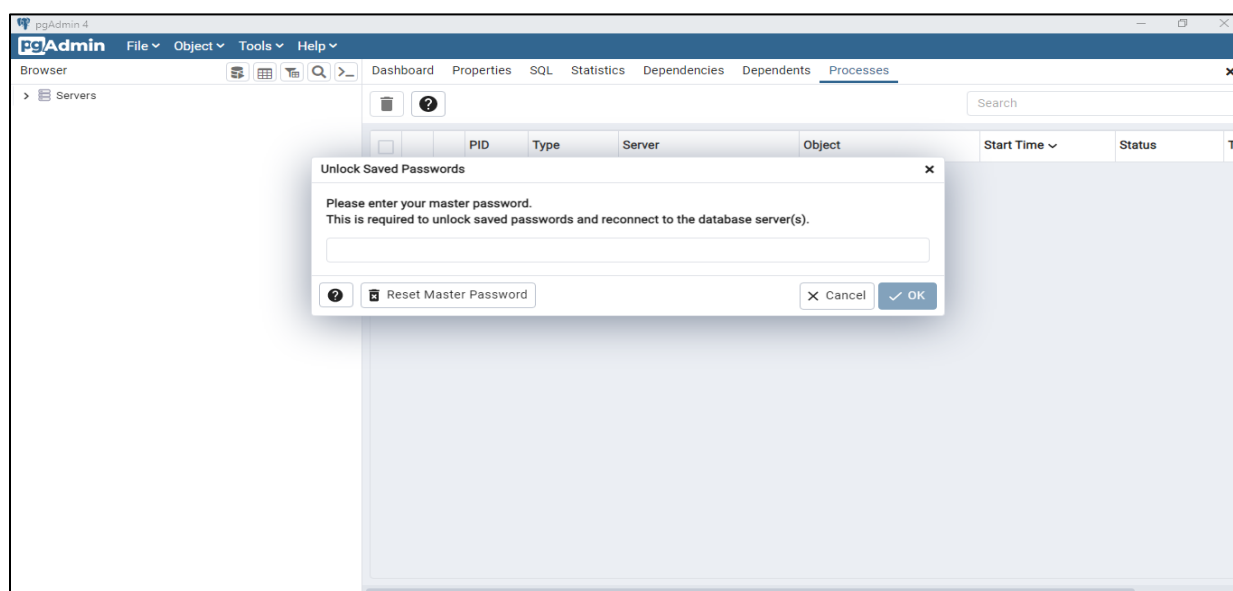 pgAdmin 4
pgAdmin File Object Tools Help
Browser
Dashboard Properties SQL Statistics Dependencies Dependents Processes
Servers
Search
PID Type Server Object Start Time Status T
Unlock Saved Passwords
Please enter your master password.
This is required to unlock saved passwords and reconnect to the database server(s).
Reset Master Password
Cancel OK